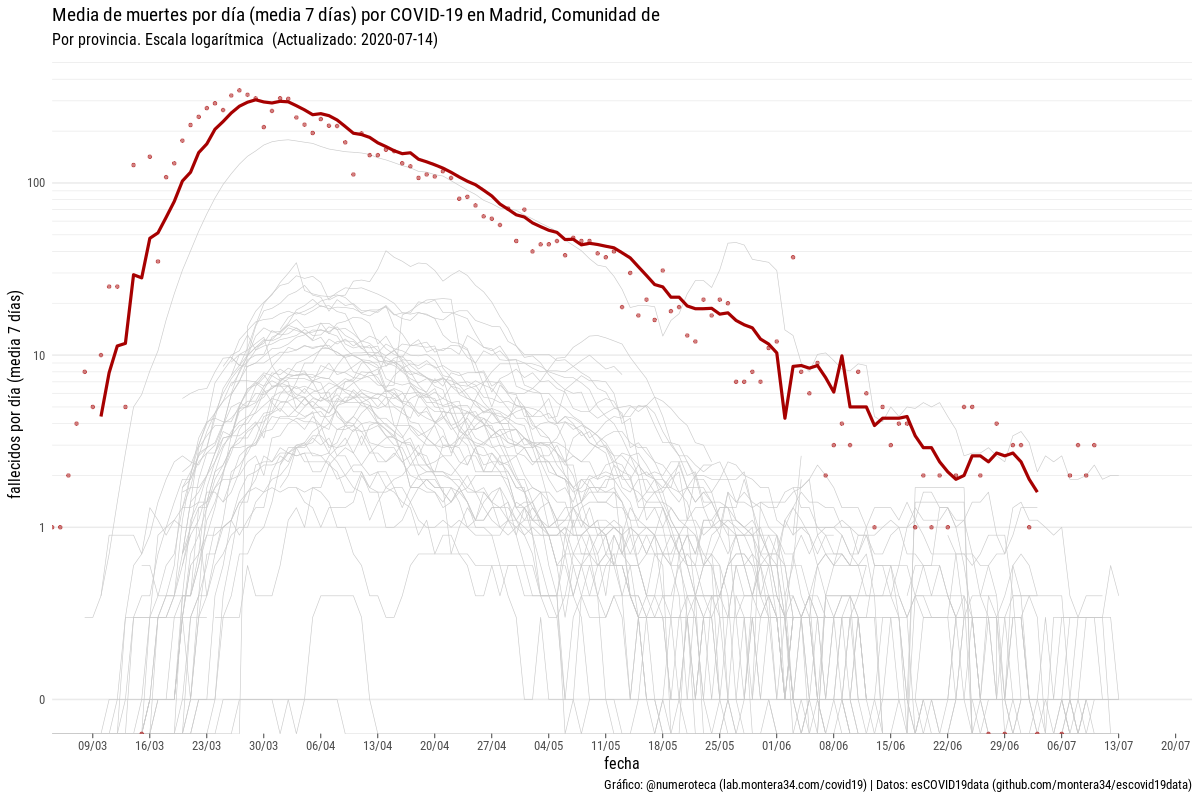 Media de muertes por día (media 7 días) por COVID-19 en Madrid, Comunidad de
Por provincia. Escala logarítmica (Actualizado: 2020-07-14)
fallecidos por día (media 7 días)
100
10
1
0
09/03 16/03 23/03 30/03 06/04 13/04 20/04 27/04 04/05 11/05 18/05 25/05 01/06 08/06 15/06 22/06 29/06 06/07 13/07 20/07
fecha
Gráfico: @numeroteca (lab.montera34.com/covid19) | Datos: esCOVID19data (github.com/montera34/escovid19data)